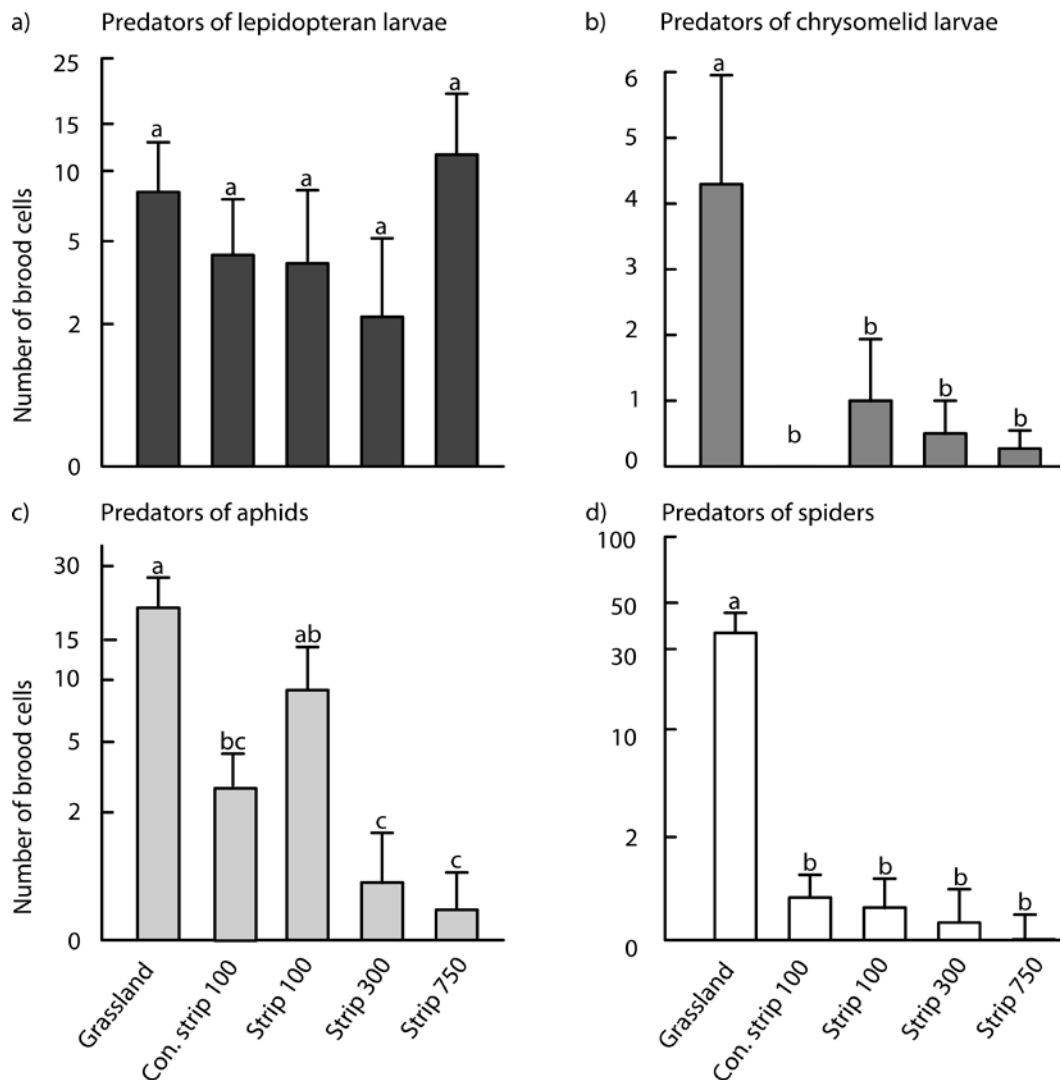 a) Predators of lepidopteran larvae
Number of brood cells
25
15
10
5
2
0
a
a
a
a
a
b) Predators of chrysomelid larvae
6
5
4
3
2
1
0
a
b
b
b
b
c) Predators of aphids
Number of brood cells
30
15
10
5
2
0
a
bc
ab
c
c
Grassland
Con. strip 100
Strip 100
Strip 300
Strip 750
d) Predators of spiders
100
50
30
10
2
0
a
b
b
b
b
Grassland
Con. strip 100
Strip 100
Strip 300
Strip 750